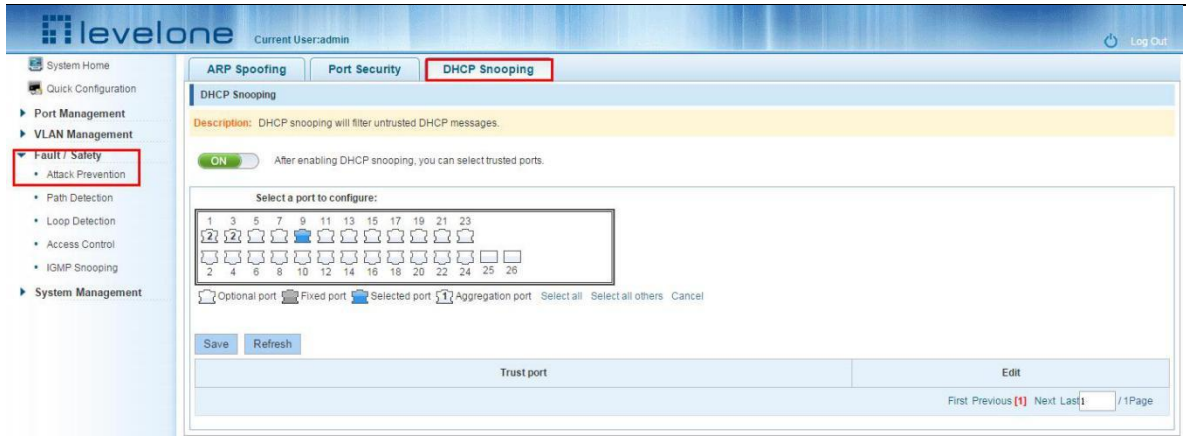 levelone Current User:admin Log Out
System Home
Quick Configuration
Port Management
VLAN Management
Fault / Safety
Attack Prevention
Path Detection
Loop Detection
Access Control
IGMP Snooping
System Management
ARP Spoofing Port Security DHCP Snooping
DHCP Snooping
Description: DHCP snooping will filter untrusted DHCP messages.
ON After enabling DHCP snooping, you can select trusted ports.
Select a port to configure:
1 3 5 7 9 11 13 15 17 19 21 23
2 2
2 4 6 8 10 12 14 16 18 20 22 24 25 26
Optional port Fixed port Selected port 1 Aggregation port Select all Select all others Cancel
Save Refresh
Trust port Edit
First Previous [1] Next Last 1 / 1Page